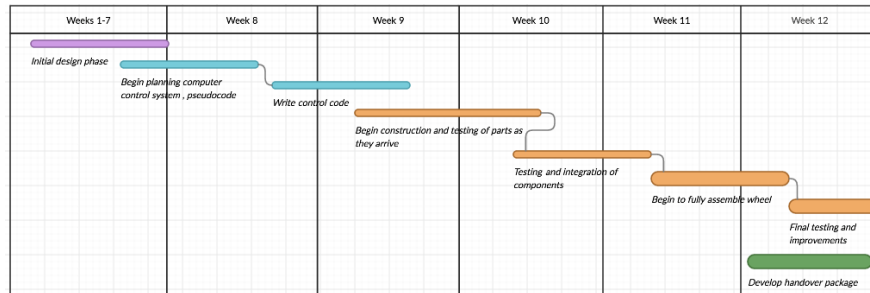 Weeks 1-7 Week 8 Week 9 Week 10 Week 11 Week 12
Initial design phase
Begin planning computer
control system , pseudocode
Write control code
Begin construction and testing of parts as
they arrive
Testing and integration of
components
Begin to fully assemble wheel
Final testing and
improvements
Develop handover package